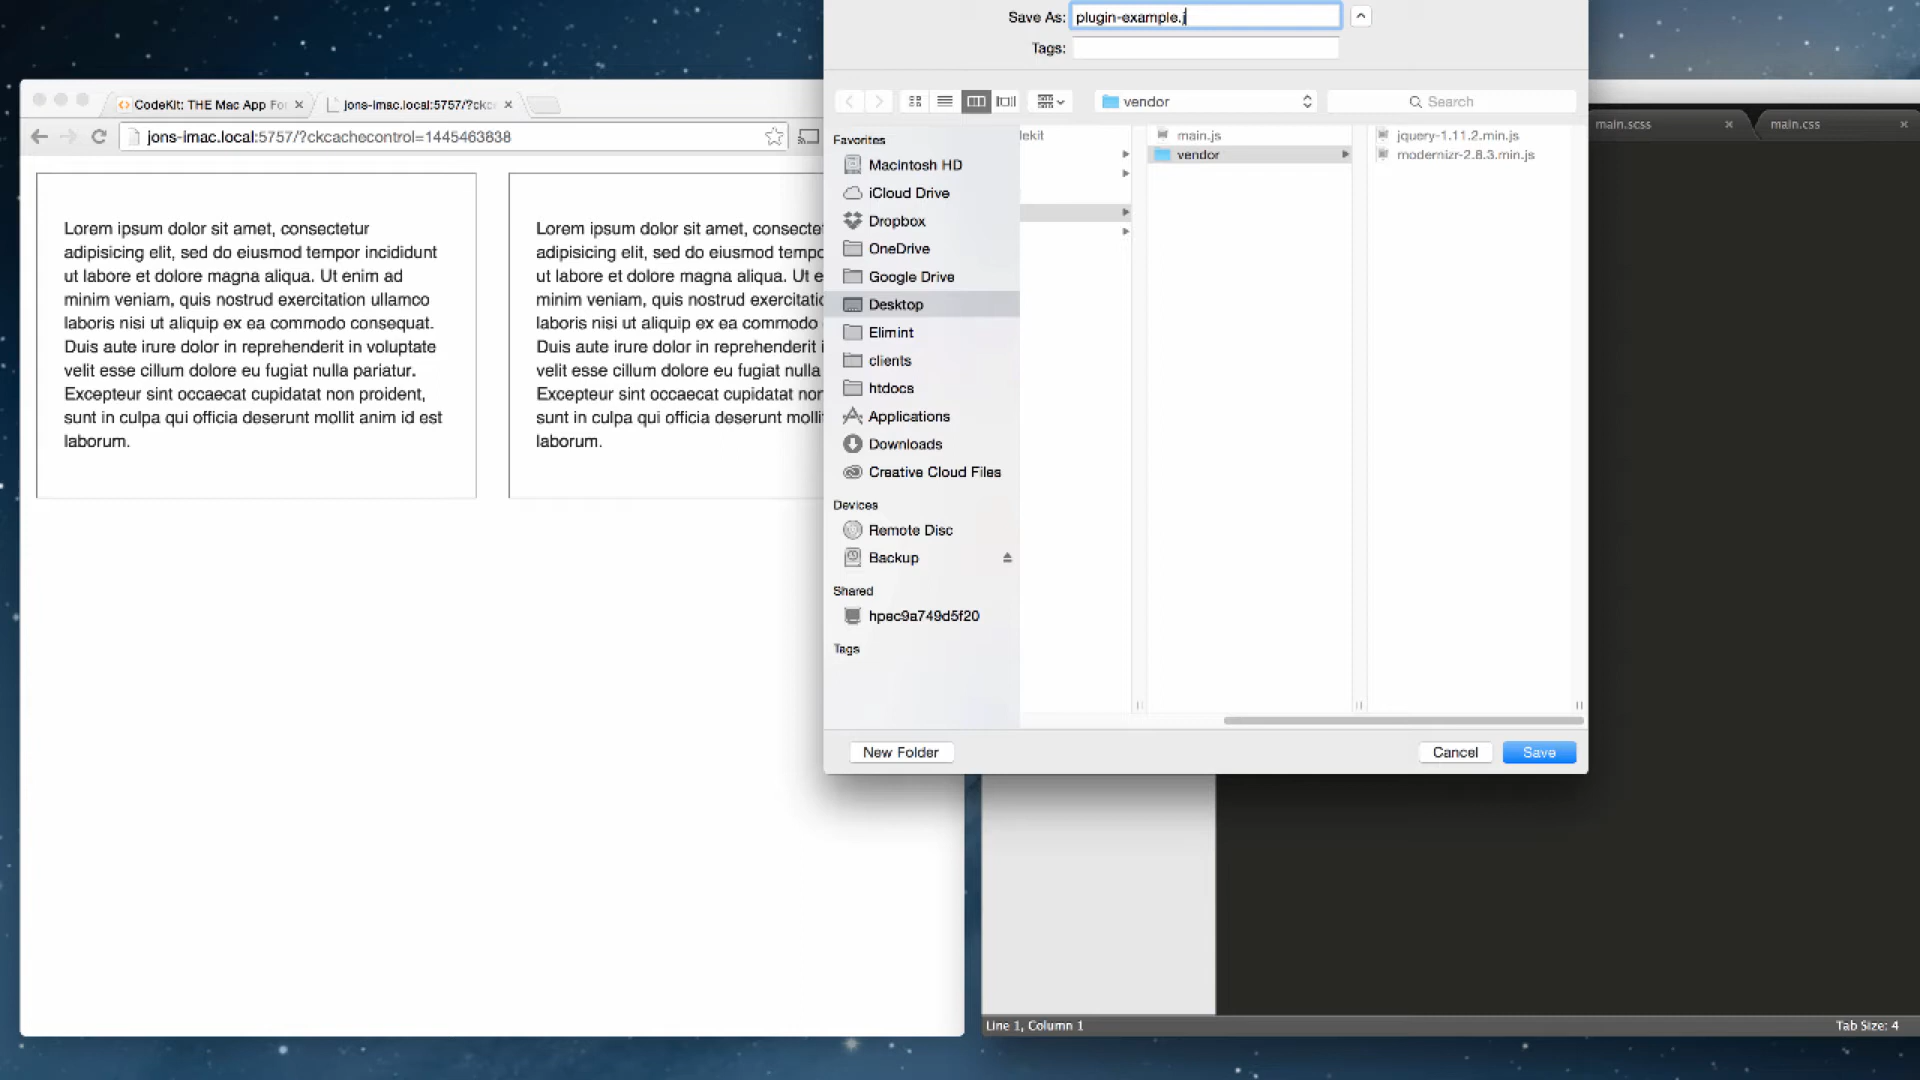 Save As: plugin-example.j
Tags:
vendor
Search
CodeKit: THE Mac App Fo
jons-imac.local:5757/?ckc
jons-imac.local:5757/?ckcachecontrol=1445463838
main.scss
main.css
Favorites
Macintosh HD
iCloud Drive
Dropbox
OneDrive
Google Drive
Desktop
Elimint
clients
htdocs
Applications
Downloads
Creative Cloud Files
Devices
Remote Disc
Backup
Shared
hpec9a749d5f20
Tags
lekit
main.js
vendor
jquery-1.11.2.min.js
modernizr-2.8.3.min.js
Lorem ipsum dolor sit amet, consectetur
adipisicing elit, sed do eiusmod tempor incididunt
ut labore et dolore magna aliqua. Ut enim ad
minim veniam, quis nostrud exercitation ullamco
laboris nisi ut aliquip ex ea commodo consequat.
Duis aute irure dolor in reprehenderit in voluptate
velit esse cillum dolore eu fugiat nulla pariatur.
Excepteur sint occaecat cupidatat non proident,
sunt in culpa qui officia deserunt mollit anim id est
laborum.
Lorem ipsum dolor sit amet, consectet
adipisicing elit, sed do eiusmod tempo
ut labore et dolore magna aliqua. Ut e
minim veniam, quis nostrud exercitatio
laboris nisi ut aliquip ex ea commodo
Duis aute irure dolor in reprehenderit i
velit esse cillum dolore eu fugiat nulla
Excepteur sint occaecat cupidatat non
sunt in culpa qui officia deserunt molli
laborum.
New Folder
Cancel
Save
Line 1, Column 1
Tab Size: 4